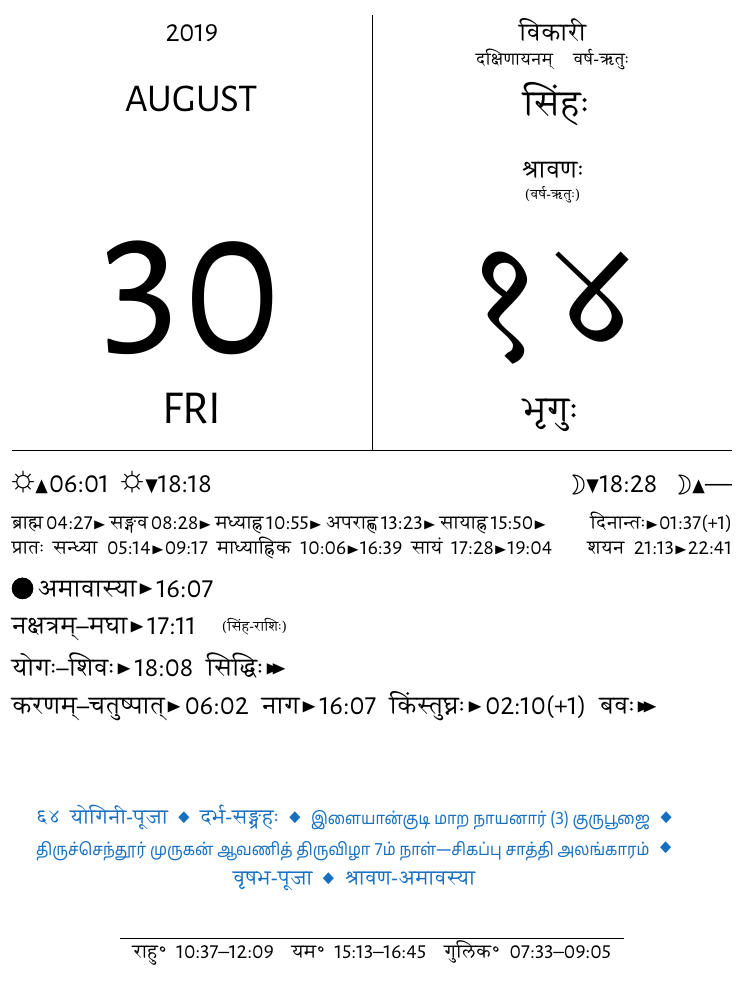 2019
AUGUST
30
FRI
विकारी
दक्षिणायनम् वर्ष-ऋतुः
सिंहः
श्रावणः
(वर्ष-ऋतुः)
१४
भृगुः
☼▲06:01 ☼▼18:18 ☽▼18:28 ☽▲—
ब्राह्म 04:27► सङ्गव 08:28► मध्याह्न 10:55► अपराह्ण 13:23► सायाह्न 15:50► दिनान्तः►01:37(+1)
प्रातः सन्ध्या 05:14►09:17 माध्याह्निक 10:06►16:39 सायं 17:28►19:04 शयन 21:13►22:41
●अमावास्या►16:07
नक्षत्रम्–मघा►17:11 (सिंह-राशिः)
योगः–शिवः►18:08 सिद्धिः►►
करणम्–चतुष्पात्►06:02 नाग►16:07 किंस्तुघ्नः►02:10(+1) बवः►►
६४ योगिनी-पूजा ◆ दर्भ-सङ्ग्रहः ◆ இளையான்குடி மாற நாயனார் (3) குருபூஜை ◆
திருச்செந்தூர் முருகன் ஆவணித் திருவிழா 7ம் நாள்—சிகப்பு சாத்தி அலங்காரம் ◆
वृषभ-पूजा ◆ श्रावण-अमावस्या
राहु॰ 10:37–12:09 यम॰ 15:13–16:45 गुलिक॰ 07:33–09:05